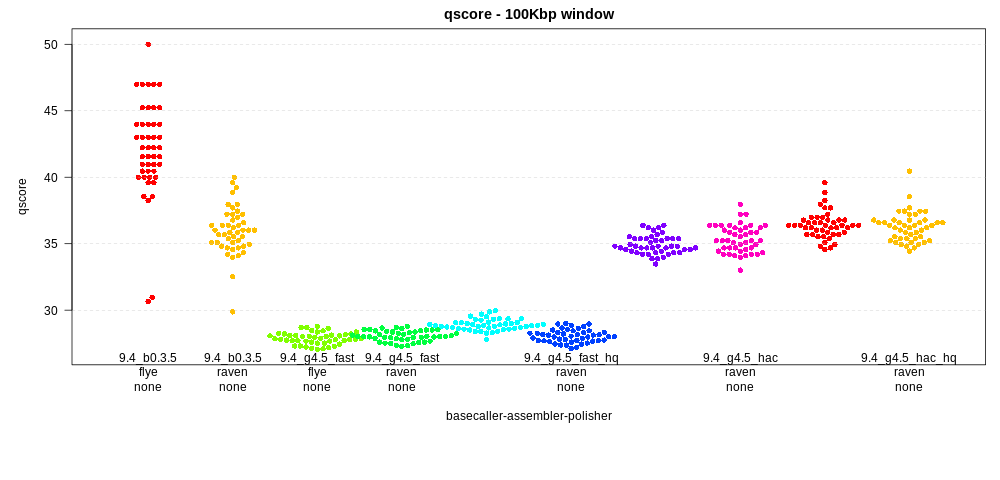 qscore - 100Kbp window
50
45
40
35
30
qscore
9.4_b0.3.5 9.4_b0.3.5 9.4_g4.5_fast 9.4_g4.5_fast 9.4_g4.5_fast_hq 9.4_g4.5_hac 9.4_g4.5_hac_hq
flye raven flye raven raven raven raven
none none none none none none none
basecaller-assembler-polisher